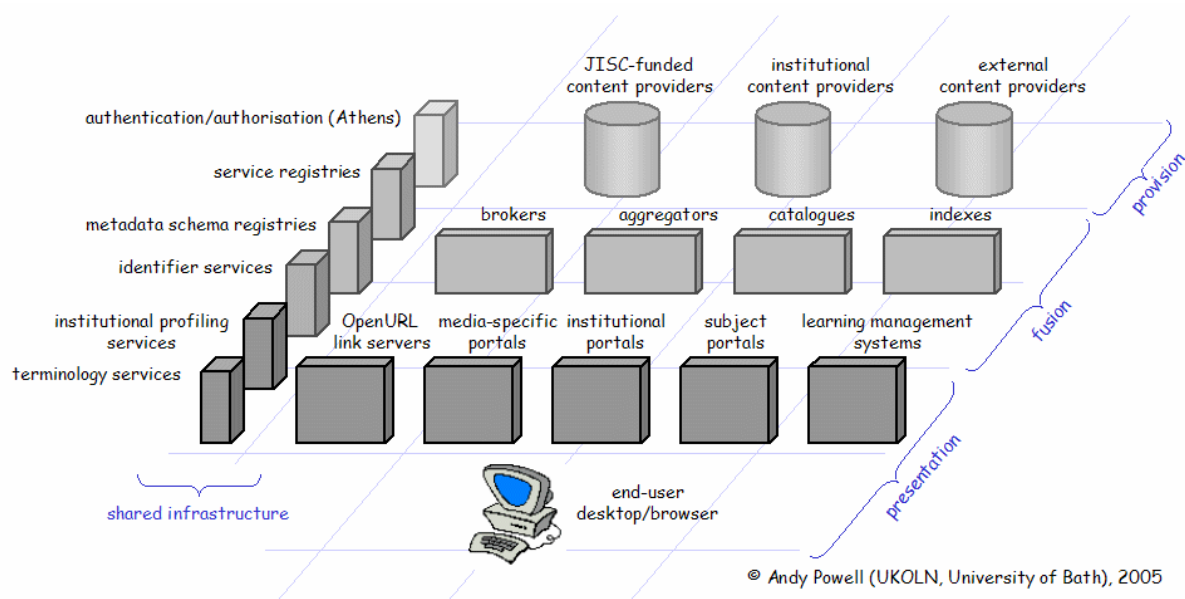 JISC-funded
content providers
institutional
content providers
external
content providers
authentication/authorisation (Athens)
service registries
metadata schema registries
identifier services
institutional profiling
services
terminology services
brokers
aggregators
catalogues
indexes
OpenURL
link servers
media-specific
portals
institutional
portals
subject
portals
learning management
systems
provision
fusion
presentation
shared infrastructure
end-user
desktop/browser
© Andy Powell (UKOLN, University of Bath), 2005